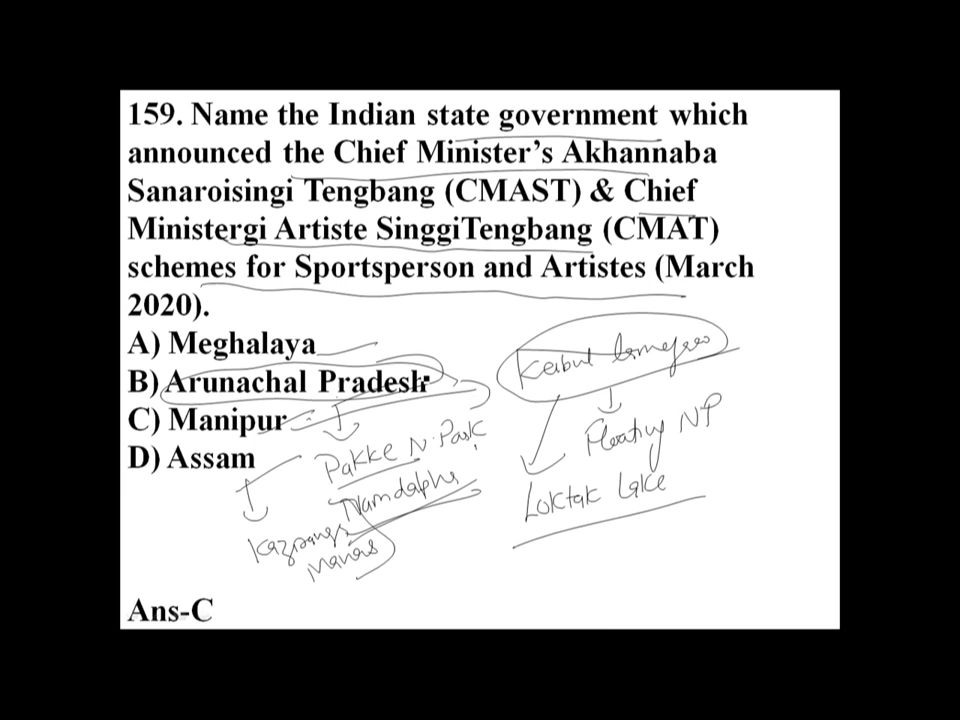 159. Name the Indian state government which
announced the Chief Minister's Akhannaba
Sanaroisingi Tengbang (CMAST) & Chief
Ministergi Artiste SinggiTengbang (CMAT)
schemes for Sportsperson and Artistes (March
2020).
A) Meghalaya
B) Arunachal Pradesh
C) Manipur
D) Assam
Keibul
Floating NP
Loktak Lake
Pakke N. Park
Namdapha
Manas
Ans-C